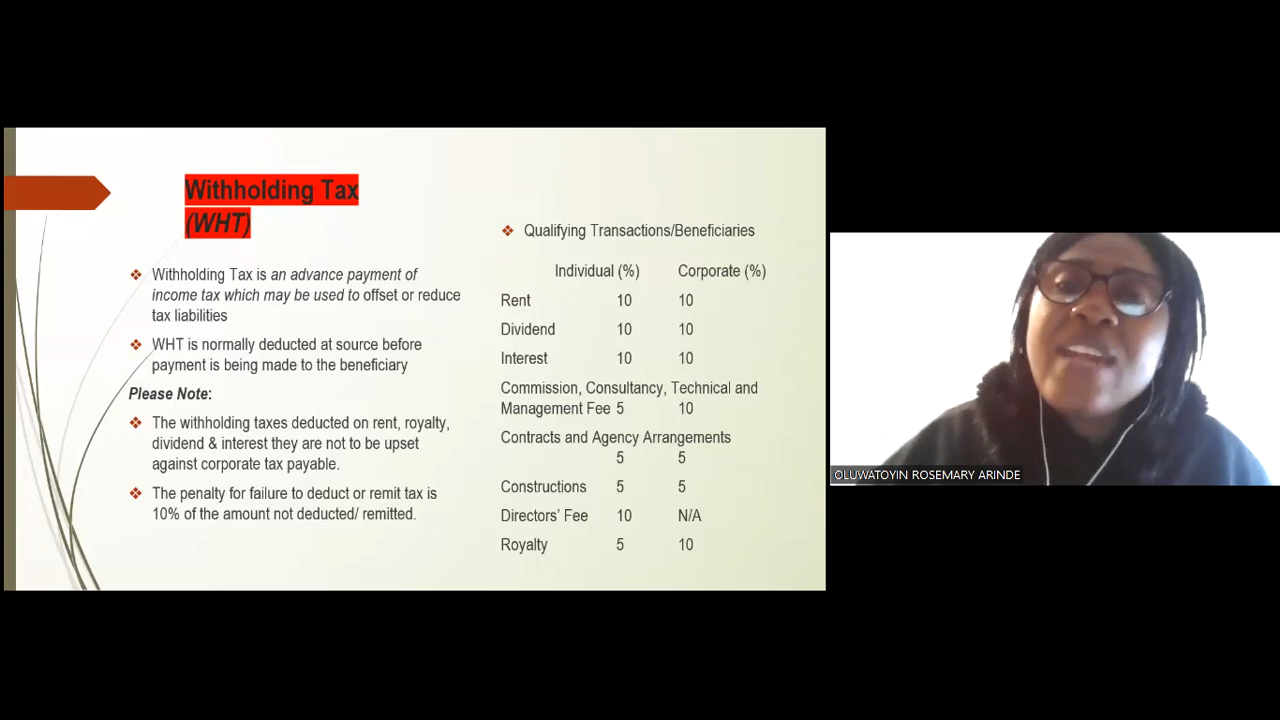 Withholding Tax
(WHT)
❖ Withholding Tax is an advance payment of
income tax which may be used to offset or reduce
tax liabilities
❖ WHT is normally deducted at source before
payment is being made to the beneficiary
Please Note:
❖ The withholding taxes deducted on rent, royalty,
dividend & interest they are not to be upset
against corporate tax payable.
❖ The penalty for failure to deduct or remit tax is
10% of the amount not deducted/ remitted.
❖ Qualifying Transactions/Beneficiaries
Individual (%) Corporate (%)
Rent 10 10
Dividend 10 10
Interest 10 10
Commission, Consultancy, Technical and
Management Fee 5 10
Contracts and Agency Arrangements
5 5
Constructions 5 5
Directors' Fee 10 N/A
Royalty 5 10
OLUWATOYIN ROSEMARY ARINDE